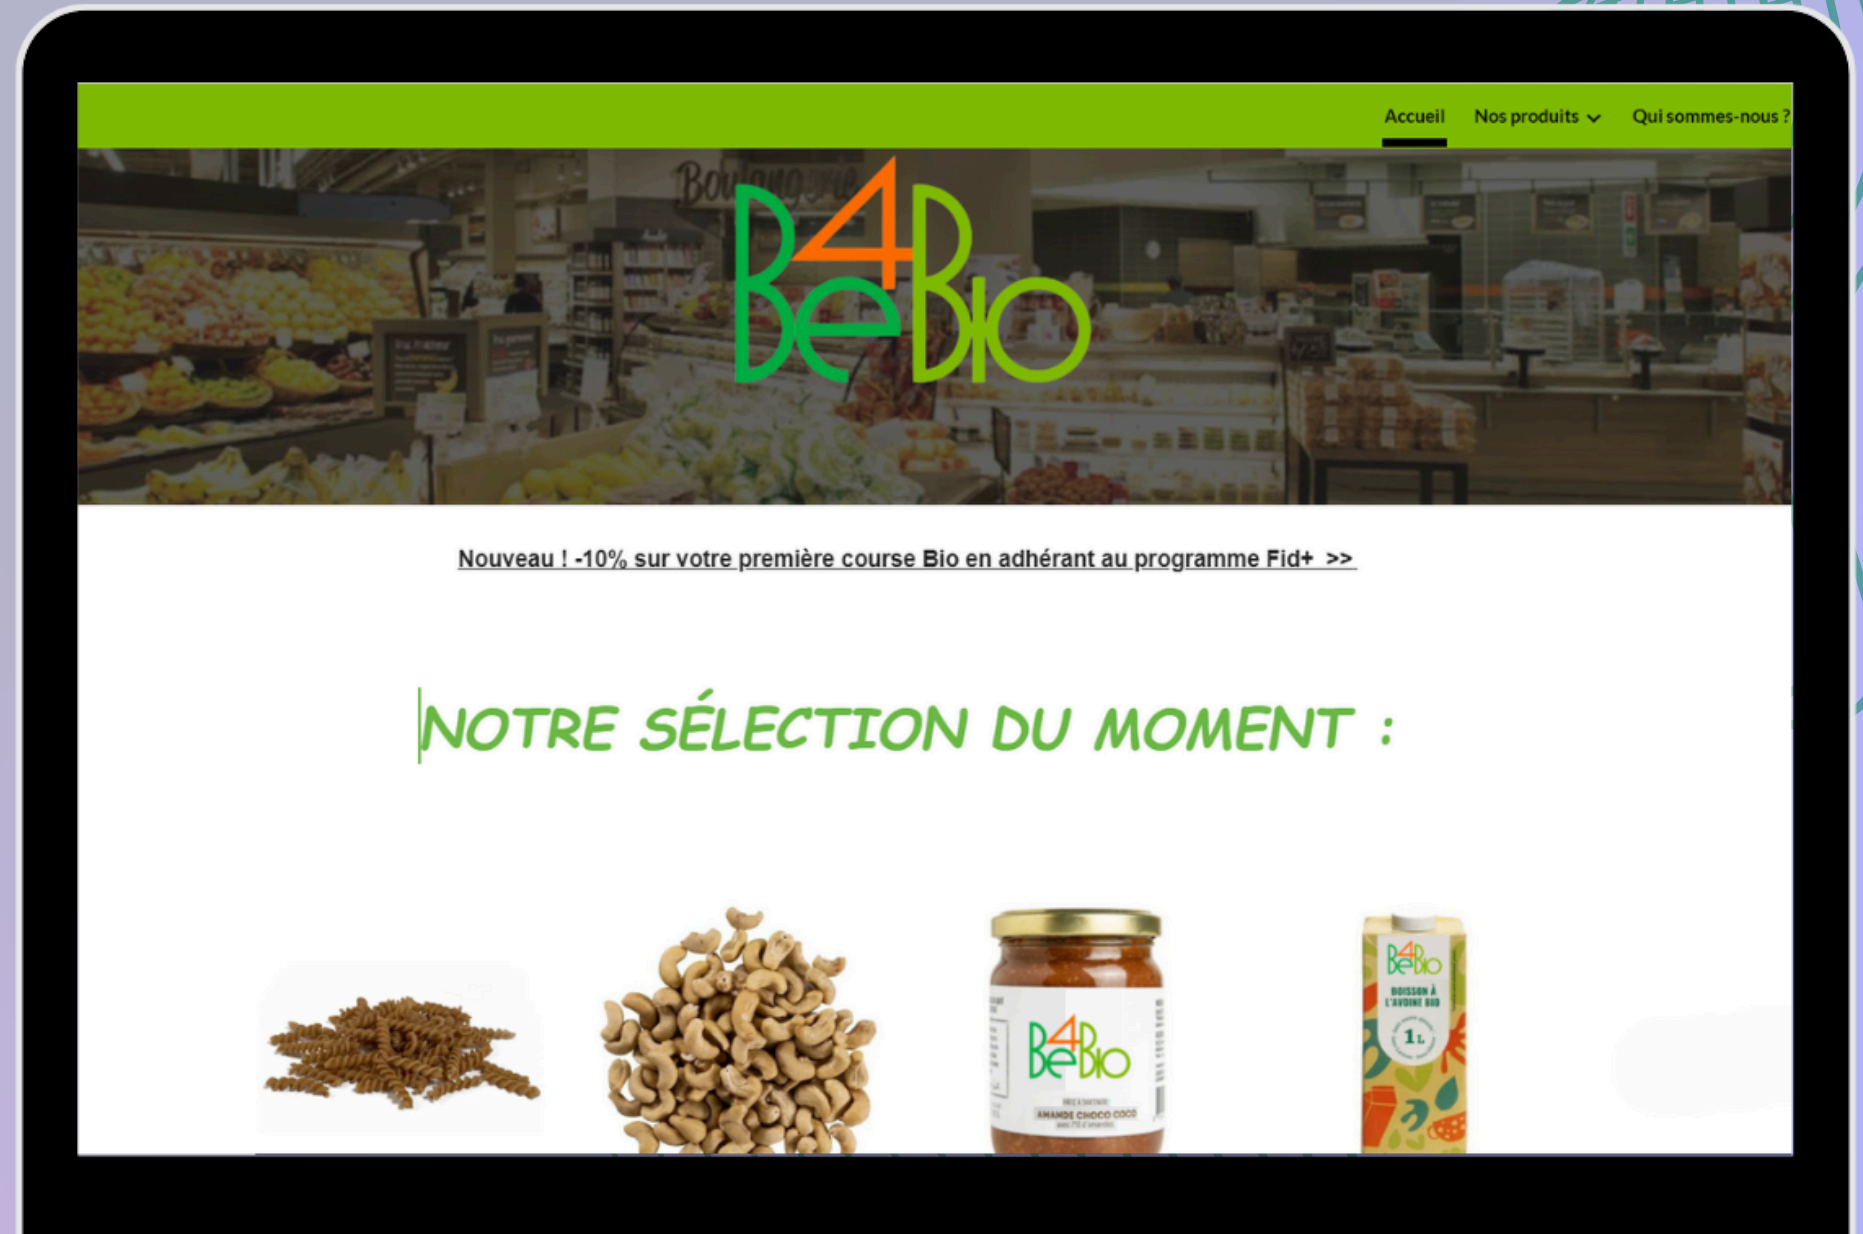 Accueil Nos produits Qui sommes-nous ?
Boulangerie
Be4Bio
Nouveau ! -10% sur votre première course Bio en adhérant au programme Fid+ >>
NOTRE SÉLECTION DU MOMENT :
Be4Bio
AMANDE CHOCO COCO
Be4Bio
BOISSON À
L'AVOINE BIO
1L